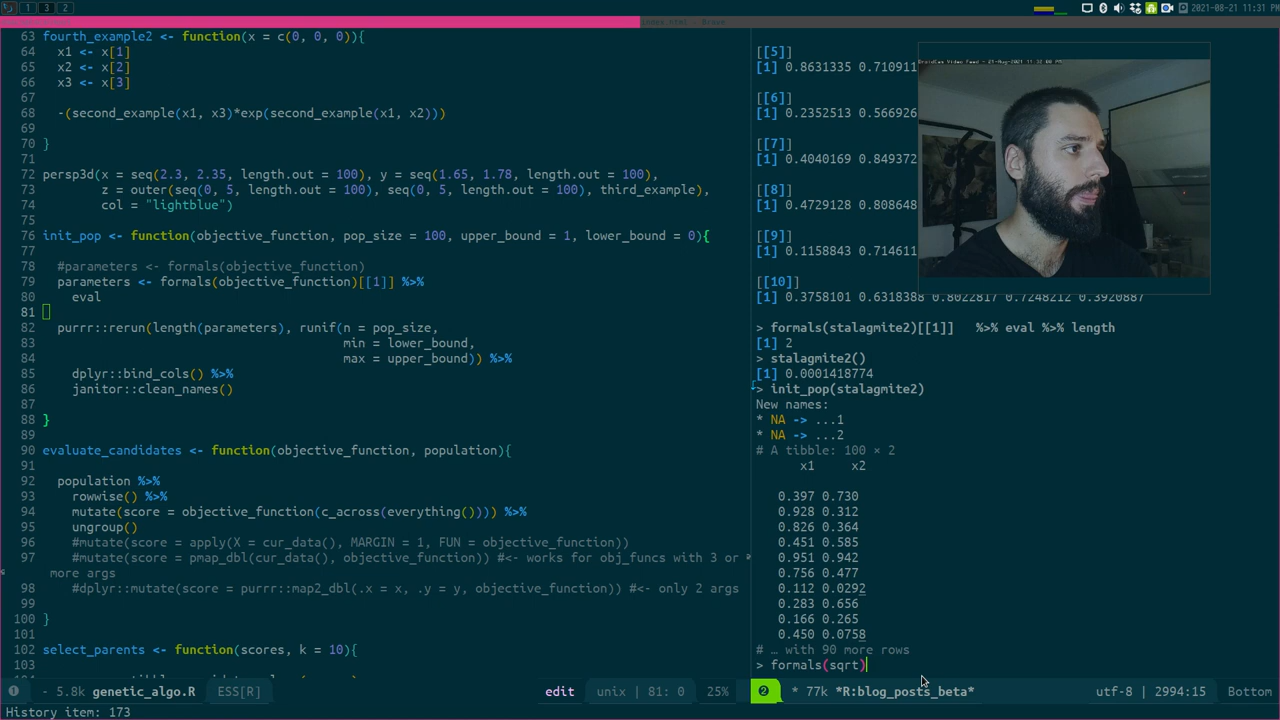 1 2 3 2 2021-08-21 11:31 PM
index.html - Brave
63 fourth_example2 <- function(x = c(0, 0, 0)){
64 x1 <- x[1]
65 x2 <- x[2]
66 x3 <- x[3]
67
68 -(second_example(x1, x3)*exp(second_example(x1, x2)))
69
70 }
71
72 persp3d(x = seq(2.3, 2.35, length.out = 100), y = seq(1.65, 1.78, length.out = 100),
73 z = outer(seq(0, 5, length.out = 100), seq(0, 5, length.out = 100), third_example),
74 col = "lightblue")
75
76 init_pop <- function(objective_function, pop_size = 100, upper_bound = 1, lower_bound = 0){
77
78 #parameters <- formals(objective_function)
79 parameters <- formals(objective_function)[[1]] %>%
80 eval
81
82 purrr::rerun(length(parameters), runif(n = pop_size,
83 min = lower_bound,
84 max = upper_bound)) %>%
85 dplyr::bind_cols() %>%
86 janitor::clean_names()
87
88 }
89
90 evaluate_candidates <- function(objective_function, population){
91
92 population %>%
93 rowwise() %>%
94 mutate(score = objective_function(c_across(everything()))) %>%
95 ungroup()
96 #mutate(score = apply(X = cur_data(), MARGIN = 1, FUN = objective_function))
97 #mutate(score = pmap_dbl(cur_data(), objective_function)) #<- works for obj_funcs with 3 or
more args
98 #dplyr::mutate(score = purrr::map2_dbl(.x = x, .y = y, objective_function)) #<- only 2 args
99
100 }
101
102 select_parents <- function(scores, k = 10){
103
104
- 5.8k genetic_algo.R ESS[R] edit unix | 81: 0 25%
[[5]]
[1] 0.8631335 0.710911
[[6]]
[1] 0.2352513 0.566926
[[7]]
[1] 0.4040169 0.849372
[[8]]
[1] 0.4729128 0.808648
[[9]]
[1] 0.1158843 0.714611
[[10]]
[1] 0.3758101 0.6318388 0.8022817 0.7248212 0.3920887
> formals(stalagmite2)[[1]] %>% eval %>% length
[1] 2
> stalagmite2()
[1] 0.0001418774
> init_pop(stalagmite2)
New names:
* NA -> ...1
* NA -> ...2
# A tibble: 100 × 2
x1 x2
0.397 0.730
0.928 0.312
0.826 0.364
0.451 0.585
0.951 0.942
0.756 0.477
0.112 0.0292
0.283 0.656
0.166 0.265
0.450 0.0758
# … with 90 more rows
> formals(sqrt)
2 * 77k *R:blog_posts_beta* utf-8 | 2994:15 Bottom
History item: 173